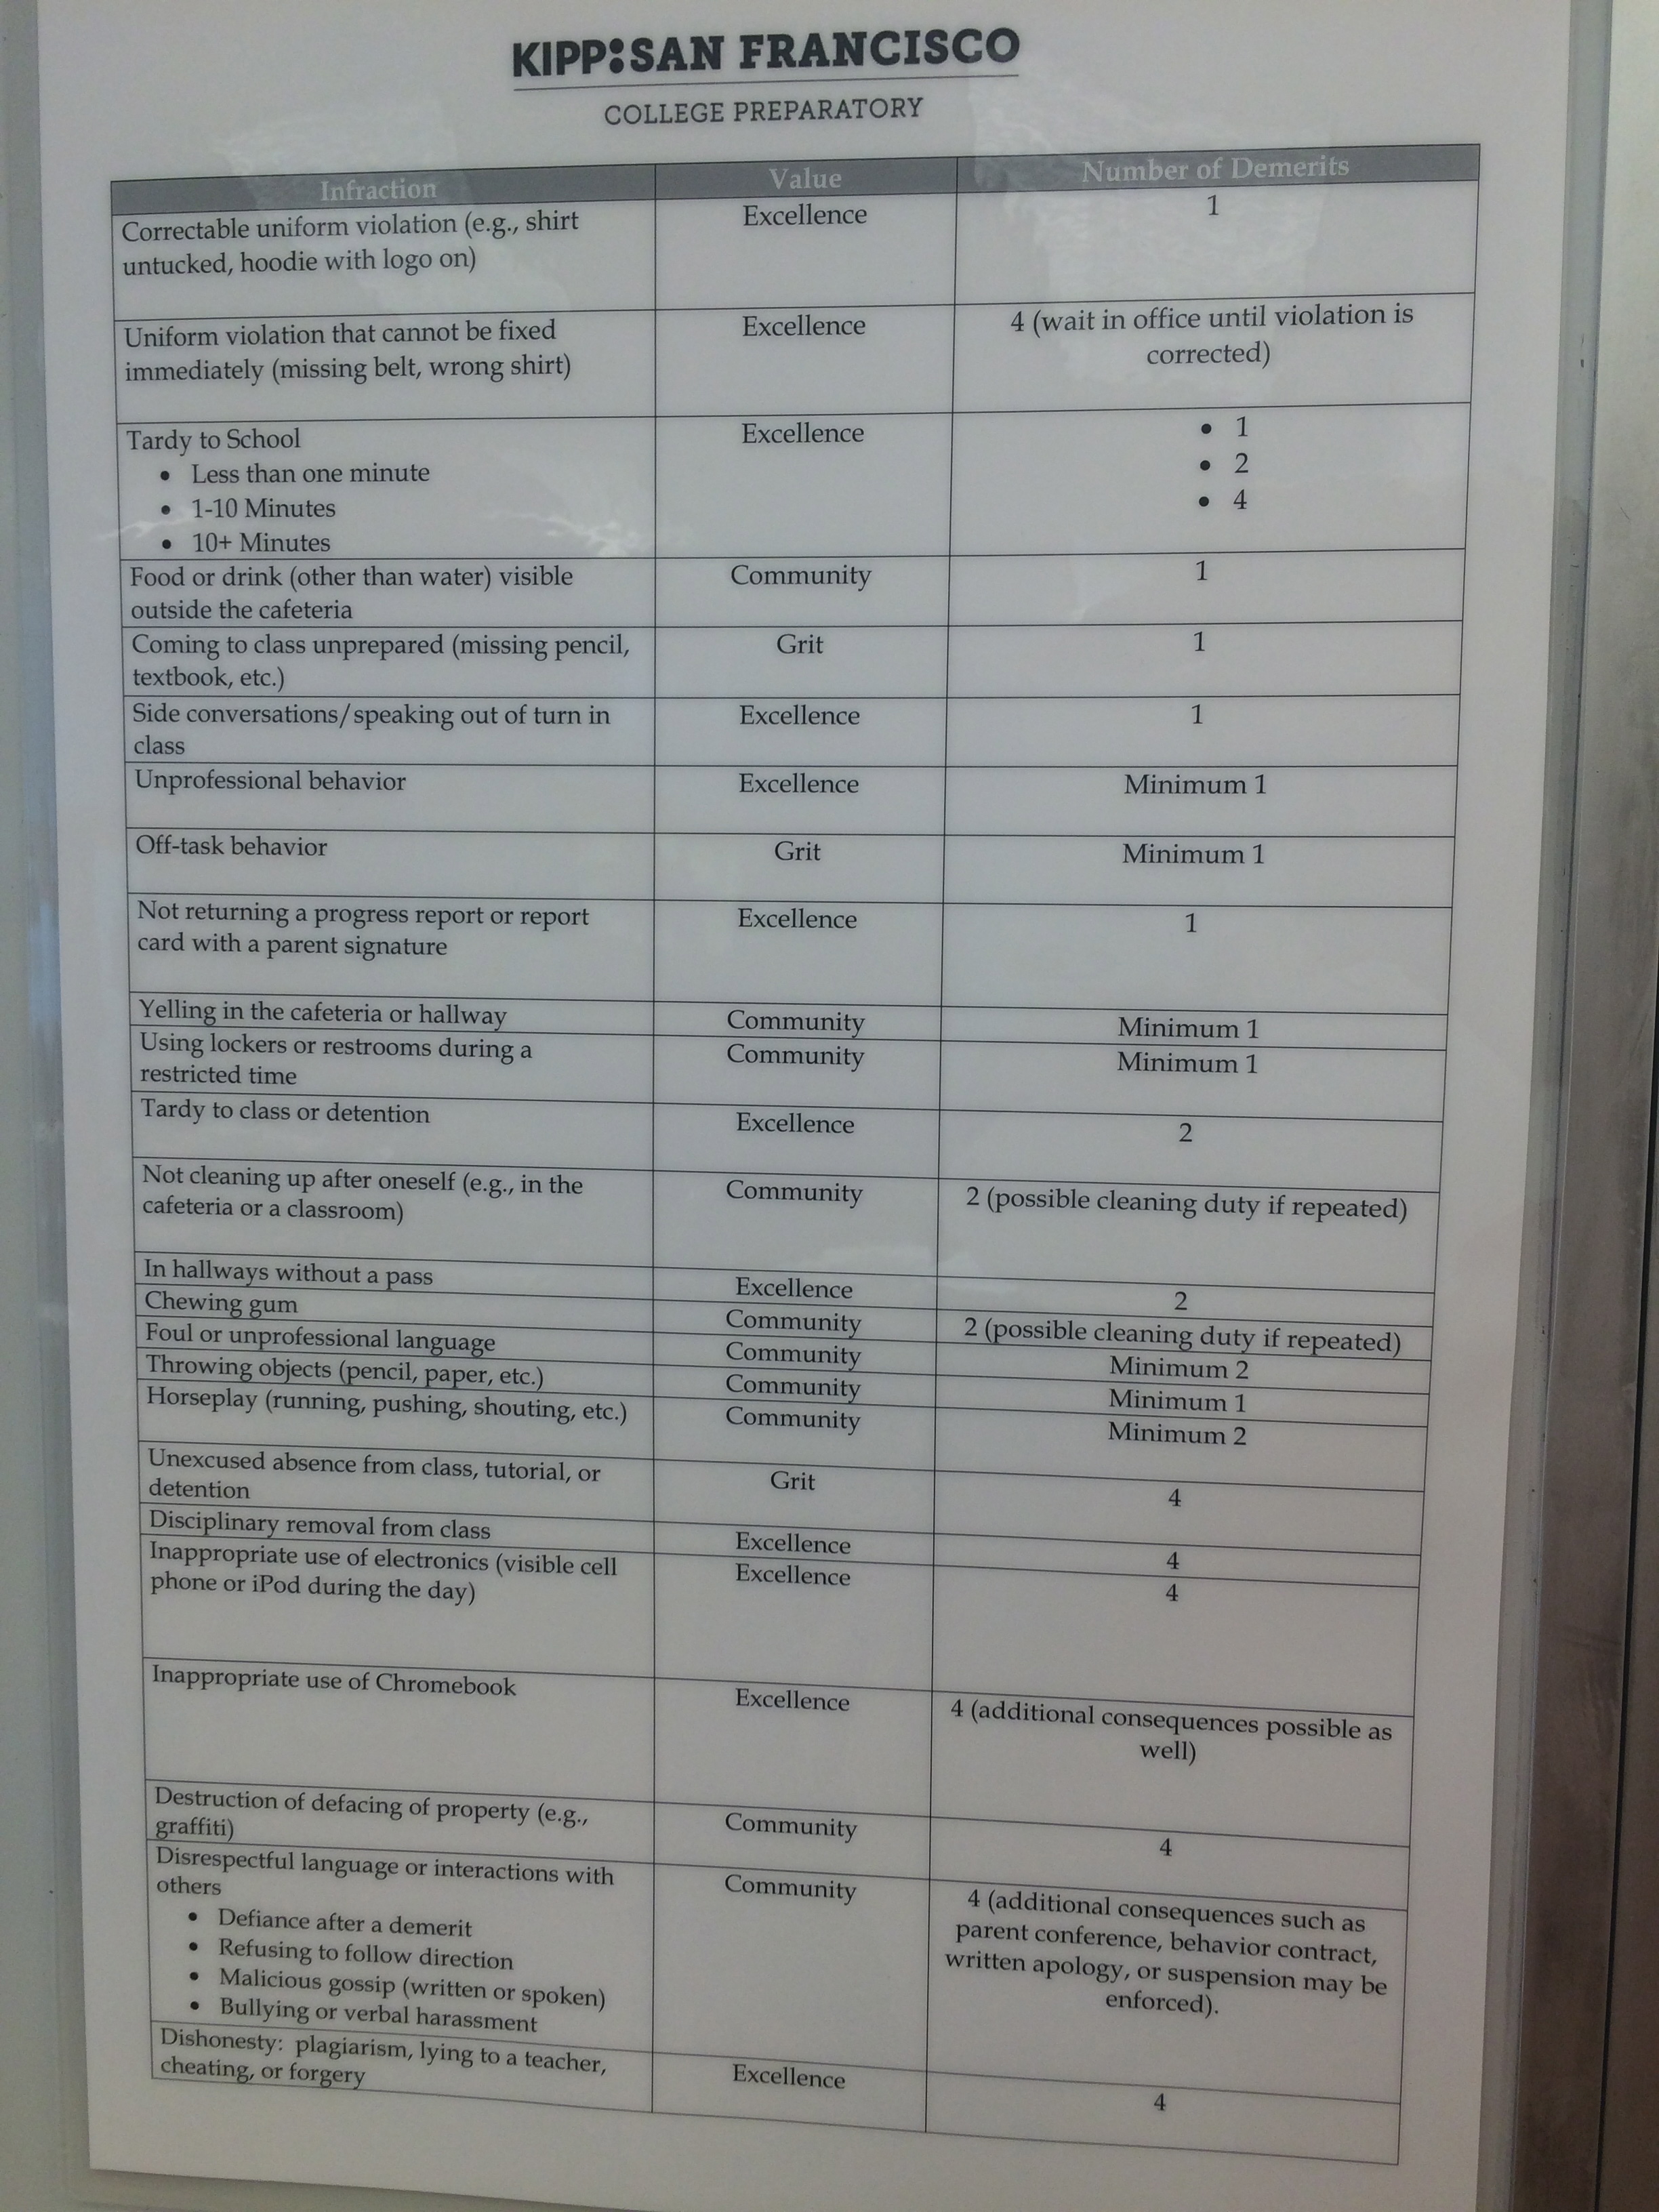 KIPP:SAN FRANCISCO
COLLEGE PREPARATORY
Infraction Value Number of Demerits
Correctable uniform violation (e.g., shirt Excellence 1
untucked, hoodie with logo on)
Uniform violation that cannot be fixed Excellence 4 (wait in office until violation is
immediately (missing belt, wrong shirt) corrected)
Tardy to School Excellence • 1
• Less than one minute • 2
• 1-10 Minutes • 4
• 10+ Minutes
Food or drink (other than water) visible Community 1
outside the cafeteria
Coming to class unprepared (missing pencil, Grit 1
textbook, etc.)
Side conversations/speaking out of turn in Excellence 1
class
Unprofessional behavior Excellence Minimum 1
Off-task behavior Grit Minimum 1
Not returning a progress report or report Excellence 1
card with a parent signature
Yelling in the cafeteria or hallway Community Minimum 1
Using lockers or restrooms during a Community Minimum 1
restricted time
Tardy to class or detention Excellence 2
Not cleaning up after oneself (e.g., in the Community 2 (possible cleaning duty if repeated)
cafeteria or a classroom)
In hallways without a pass Excellence 2
Chewing gum Community 2 (possible cleaning duty if repeated)
Foul or unprofessional language Community Minimum 2
Throwing objects (pencil, paper, etc.) Community Minimum 1
Horseplay (running, pushing, shouting, etc.) Community Minimum 2
Unexcused absence from class, tutorial, or Grit 4
detention
Disciplinary removal from class Excellence 4
Inappropriate use of electronics (visible cell Excellence 4
phone or iPod during the day)
Inappropriate use of Chromebook Excellence 4 (additional consequences possible as
well)
Destruction of defacing of property (e.g., Community 4
graffiti)
Disrespectful language or interactions with Community 4 (additional consequences such as
others parent conference, behavior contract,
• Defiance after a demerit written apology, or suspension may be
• Refusing to follow direction enforced).
• Malicious gossip (written or spoken)
• Bullying or verbal harassment
Dishonesty: plagiarism, lying to a teacher, Excellence 4
cheating, or forgery